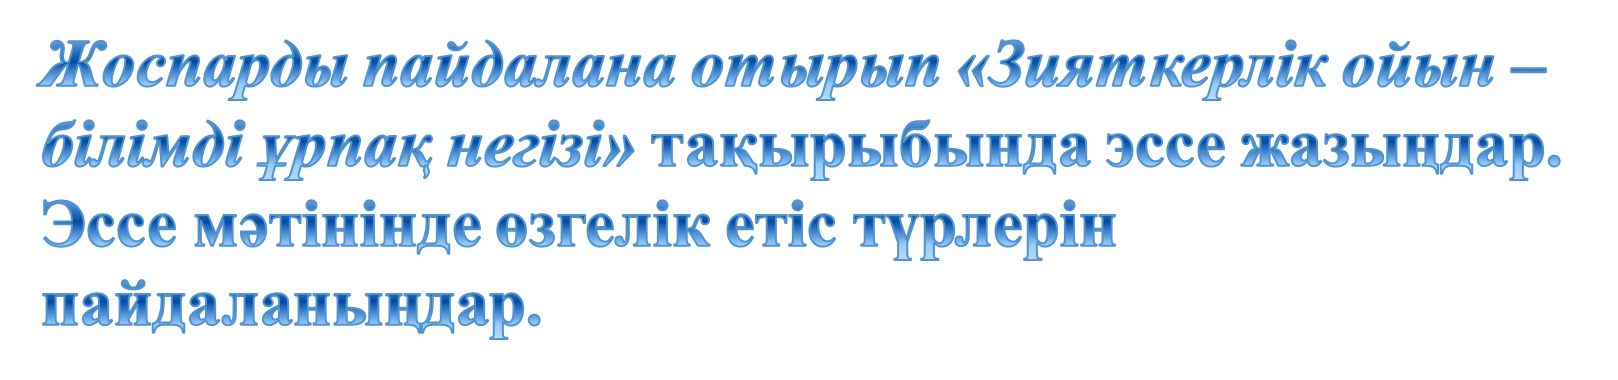 Жоспарды пайдалана отырып «Зияткерлік ойын –
білімді ұрпақ негізі» тақырыбында эссе жазыңдар.
Эссе мәтінінде өзгелік етіс түрлерін
пайдаланыңдар.